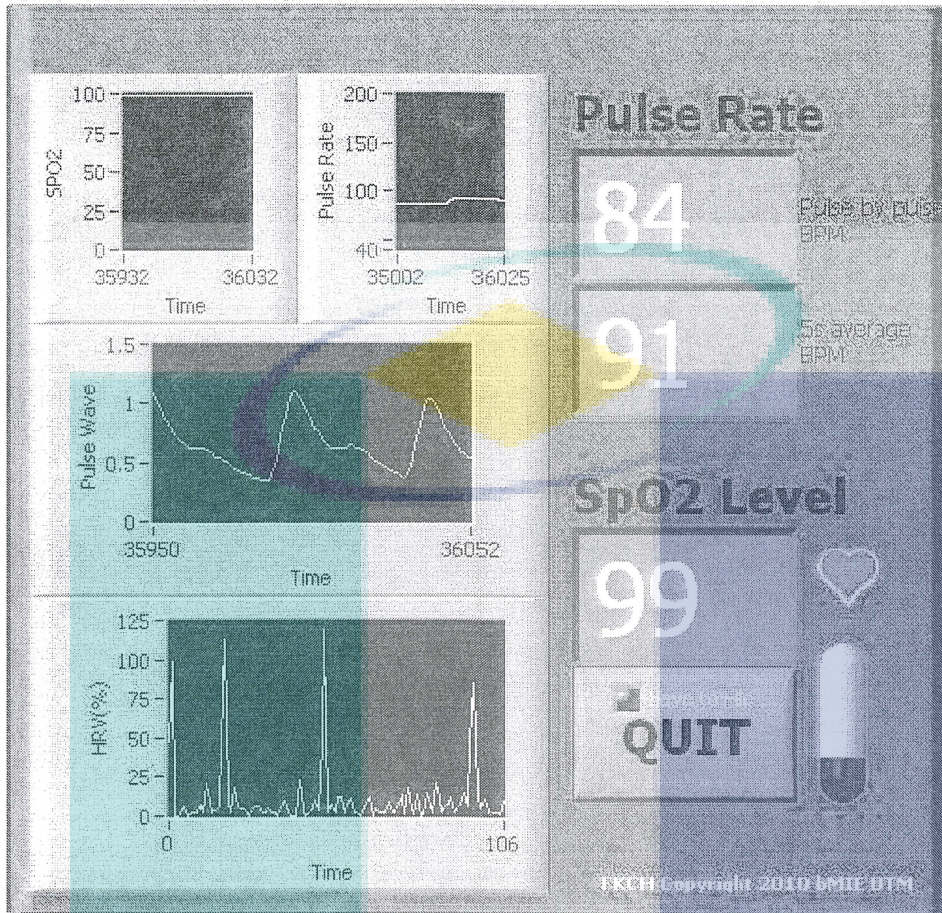 100
75
50
25
0
SPO2
35932 36032
Time
200
150
100
40
Pulse Rate
35002 36025
Time
Pulse Rate
84
Pulse by pulse
BPM
91
5s average
BPM
1.5
1
0.5
0
Pulse Wave
35950 36052
Time
SpO2 Level
99
125
100
75
50
25
0
HRV(%)
0 106
Time
QUIT
TKCH Copyright 2010 bMIE DTM